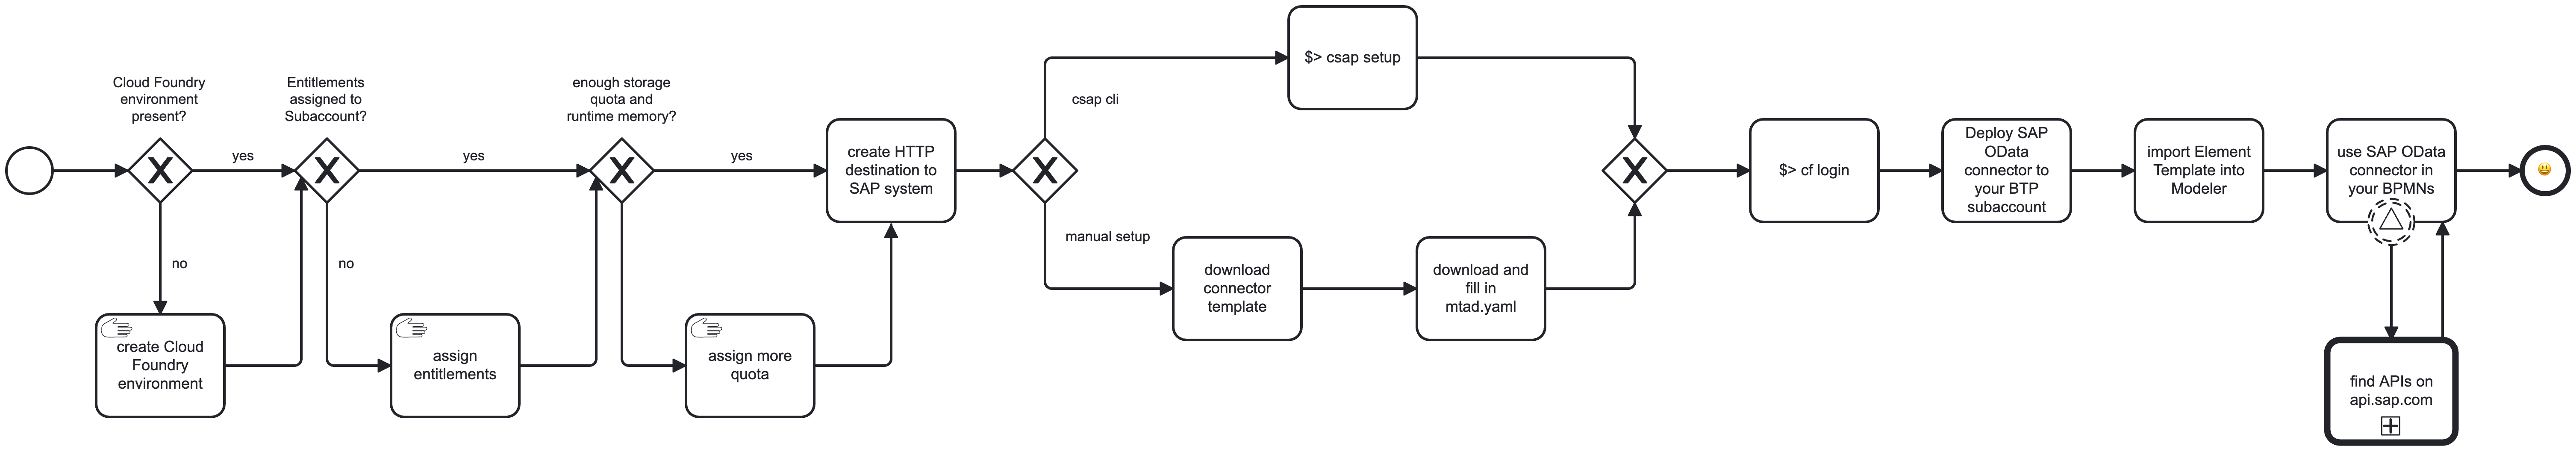 Cloud Foundry
environment
present?
yes
no
create Cloud
Foundry
environment
Entitlements
assigned to
Subaccount?
yes
no
assign
entitlements
enough storage
quota and
runtime memory?
yes
assign more
quota
create HTTP
destination to
SAP system
csap cli
$> csap setup
manual setup
download
connector
template
download and
fill in
mtad.yaml
$> cf login
Deploy SAP
OData
connector to
your BTP
subaccount
import Element
Template into
Modeler
use SAP OData
connector in
your BPMNs
find APIs on
api.sap.com